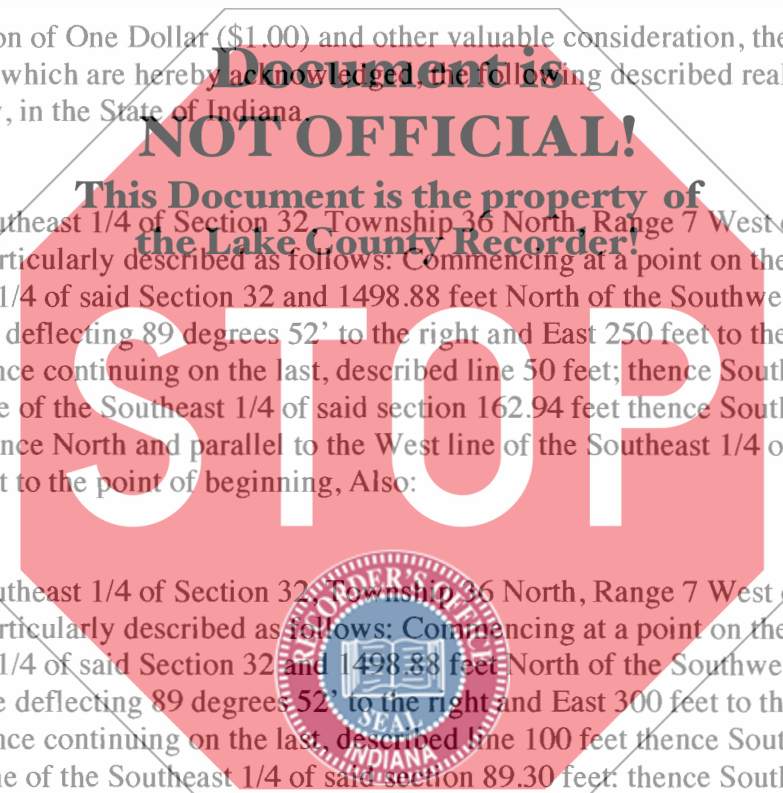 on of One Dollar ($1.00) and other valuable consideration, the
Document is
which are hereby acknowledged, the following described real
, in the State of Indiana.
NOT OFFICIAL!
This Document is the property of
utheast 1/4 of Section 32, Township 36 North, Range 7 West
the Lake County Recorder!
rticularly described as follows: Commencing at a point on the
1/4 of said Section 32 and 1498.88 feet North of the Southwe
deflecting 89 degrees 52’ to the right and East 250 feet to the
STOP
nce continuing on the last, described line 50 feet; thence Sout
e of the Southeast 1/4 of said section 162.94 feet thence Sout
nce North and parallel to the West line of the Southeast 1/4 o
t to the point of beginning, Also:
utheast 1/4 of Section 32, Township 36 North, Range 7 West
RECORDER'S OFFICE
rticularly described as follows: Commencing at a point on the
1/4 of said Section 32 and 1498.88 feet North of the Southwe
e deflecting 89 degrees 52’ to the right and East 300 feet to th
SEAL
nce continuing on the last, described line 100 feet thence Sout
INDIANA
e of the Southeast 1/4 of said section 89.30 feet: thence Sout